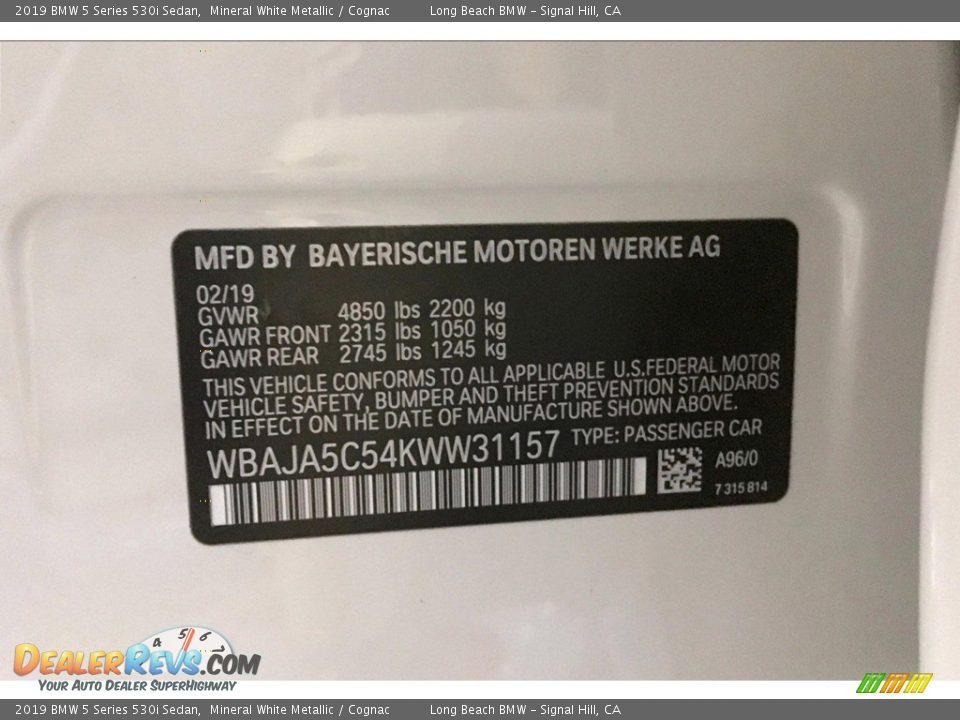 2019 BMW 5 Series 530i Sedan, Mineral White Metallic / Cognac Long Beach BMW – Signal Hill, CA
MFD BY BAYERISCHE MOTOREN WERKE AG
02/19
GVWR 4850 lbs 2200 kg
GAWR FRONT 2315 lbs 1050 kg
GAWR REAR 2745 lbs 1245 kg
THIS VEHICLE CONFORMS TO ALL APPLICABLE U.S.FEDERAL MOTOR
VEHICLE SAFETY, BUMPER AND THEFT PREVENTION STANDARDS
IN EFFECT ON THE DATE OF MANUFACTURE SHOWN ABOVE.
WBAJA5C54KWW31157 TYPE: PASSENGER CAR
A96/0
7 315 814
4 5 6 7
DEALERREVS.COM
YOUR AUTO DEALER SUPERHIGHWAY
2019 BMW 5 Series 530i Sedan, Mineral White Metallic / Cognac Long Beach BMW – Signal Hill, CA